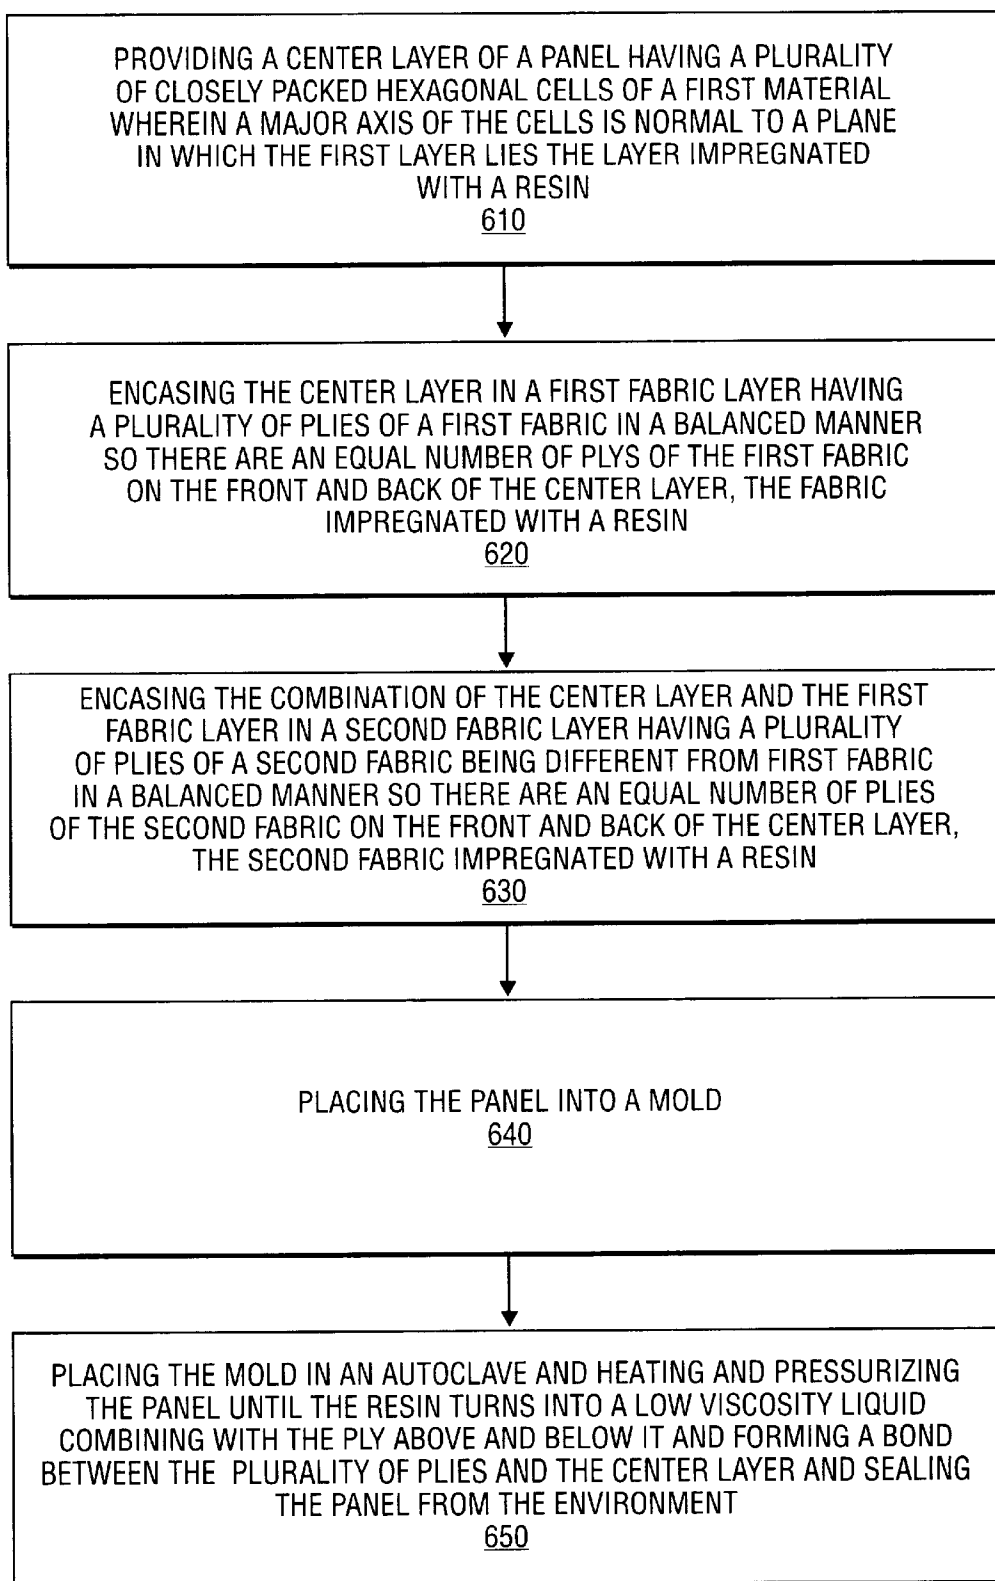 PROVIDING A CENTER LAYER OF A PANEL HAVING A PLURALITY
OF CLOSELY PACKED HEXAGONAL CELLS OF A FIRST MATERIAL
WHEREIN A MAJOR AXIS OF THE CELLS IS NORMAL TO A PLANE
IN WHICH THE FIRST LAYER LIES THE LAYER IMPREGNATED
WITH A RESIN
610
ENCASING THE CENTER LAYER IN A FIRST FABRIC LAYER HAVING
A PLURALITY OF PLIES OF A FIRST FABRIC IN A BALANCED MANNER
SO THERE ARE AN EQUAL NUMBER OF PLYS OF THE FIRST FABRIC
ON THE FRONT AND BACK OF THE CENTER LAYER, THE FABRIC
IMPREGNATED WITH A RESIN
620
ENCASING THE COMBINATION OF THE CENTER LAYER AND THE FIRST
FABRIC LAYER IN A SECOND FABRIC LAYER HAVING A PLURALITY
OF PLIES OF A SECOND FABRIC BEING DIFFERENT FROM FIRST FABRIC
IN A BALANCED MANNER SO THERE ARE AN EQUAL NUMBER OF PLIES
OF THE SECOND FABRIC ON THE FRONT AND BACK OF THE CENTER LAYER,
THE SECOND FABRIC IMPREGNATED WITH A RESIN
630
PLACING THE PANEL INTO A MOLD
640
PLACING THE MOLD IN AN AUTOCLAVE AND HEATING AND PRESSURIZING
THE PANEL UNTIL THE RESIN TURNS INTO A LOW VISCOSITY LIQUID
COMBINING WITH THE PLY ABOVE AND BELOW IT AND FORMING A BOND
BETWEEN THE PLURALITY OF PLIES AND THE CENTER LAYER AND SEALING
THE PANEL FROM THE ENVIRONMENT
650